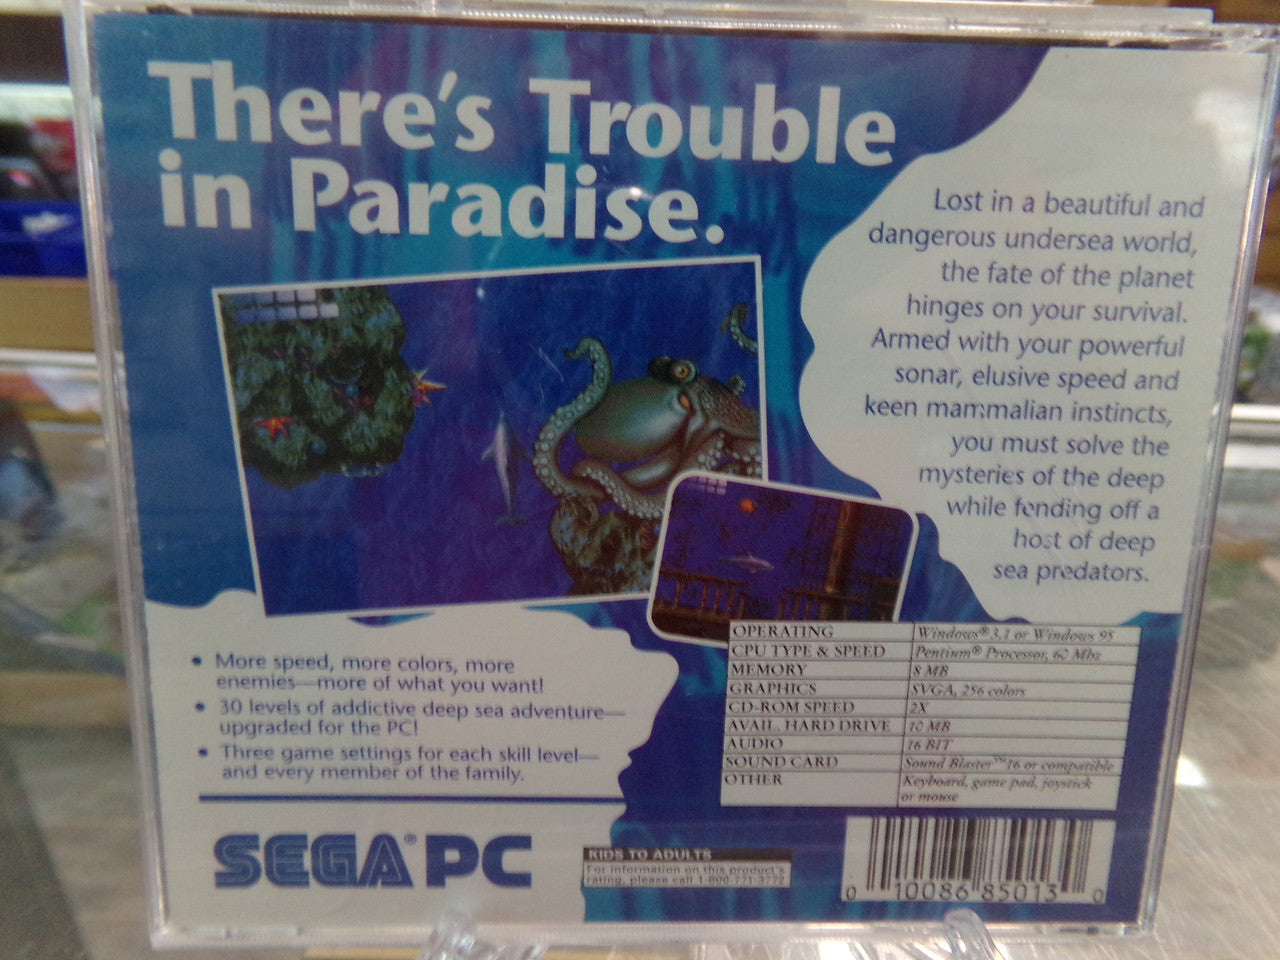 There's Trouble
in Paradise.
Lost in a beautiful and
dangerous undersea world,
the fate of the planet
hinges on your survival.
Armed with your powerful
sonar, elusive speed and
keen mammalian instincts,
you must solve the
mysteries of the deep
while fending off a
host of deep
sea predators.
• More speed, more colors, more
enemies—more of what you want!
• 30 levels of addictive deep sea adventure—
upgraded for the PC!
• Three game settings for each skill level—
and every member of the family.
OPERATING Windows® 3.1 or Windows 95
CPU TYPE & SPEED Pentium® Processor, 60 Mhz
MEMORY 8 MB
GRAPHICS SVGA, 256 colors
CD-ROM SPEED 2X
AVAIL. HARD DRIVE 10 MB
AUDIO 16 BIT
SOUND CARD Sound Blaster™ 16 or compatible
OTHER Keyboard, game pad, joystick
or mouse
SEGA® PC
KIDS TO ADULTS
For information on this product's
rating, please call 1-800-771-3772
0 10086 85013 0